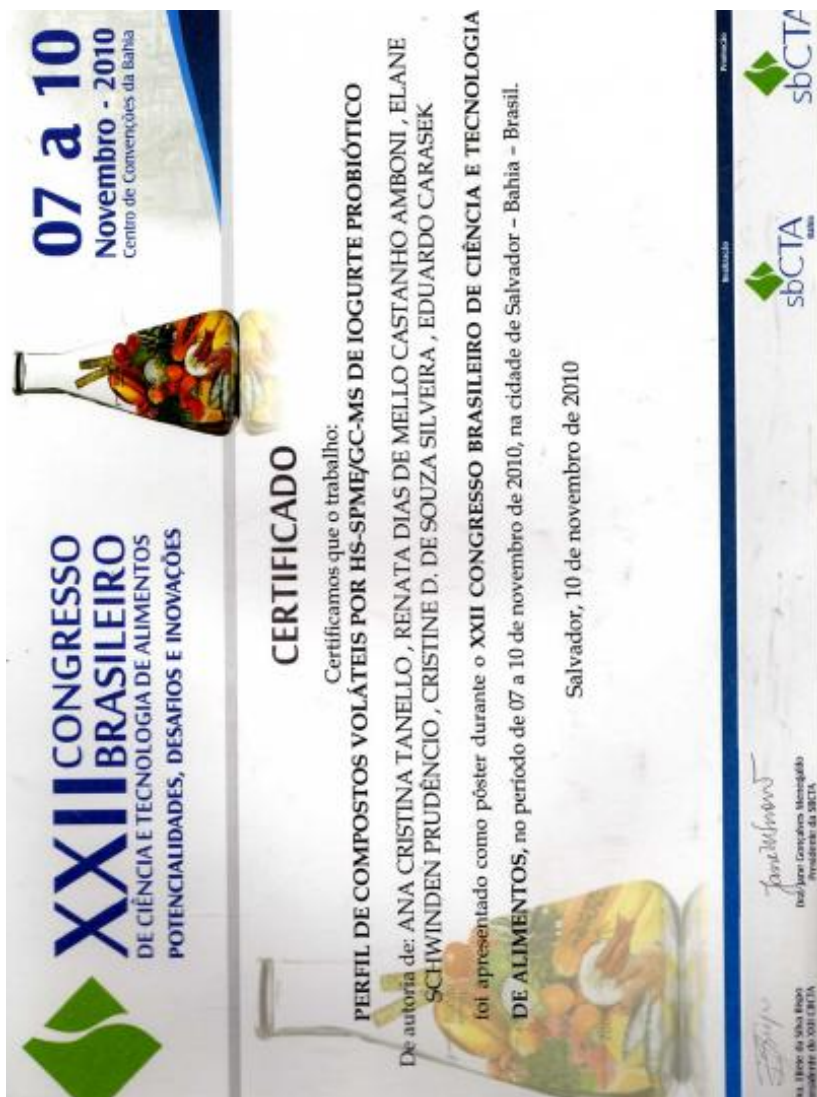 XXII CONGRESSO
BRASILEIRO
DE CIÊNCIA E TECNOLOGIA DE ALIMENTOS
POTENCIALIDADES, DESAFIOS E INOVAÇÕES
07 a 10
Novembro - 2010
Centro de Convenções da Bahia
CERTIFICADO
Certificamos que o trabalho:
PERFIL DE COMPOSTOS VOLÁTEIS POR HS-SPME/GC-MS DE IOGURTE PROBIÓTICO
De autoria de: ANA CRISTINA TANELLO , RENATA DIAS DE MELLO CASTANHO AMBONI , ELANE
SCHWINDEN PRUDÊNCIO , CRISTINE D. DE SOUZA SILVEIRA , EDUARDO CARASEK
foi apresentado como pôster durante o XXII CONGRESSO BRASILEIRO DE CIÊNCIA E TECNOLOGIA
DE ALIMENTOS, no período de 07 a 10 de novembro de 2010, na cidade de Salvador – Bahia – Brasil.
Salvador, 10 de novembro de 2010
Presidente da SBCTA
Realização
sbCTA
Promoção
sbCTA